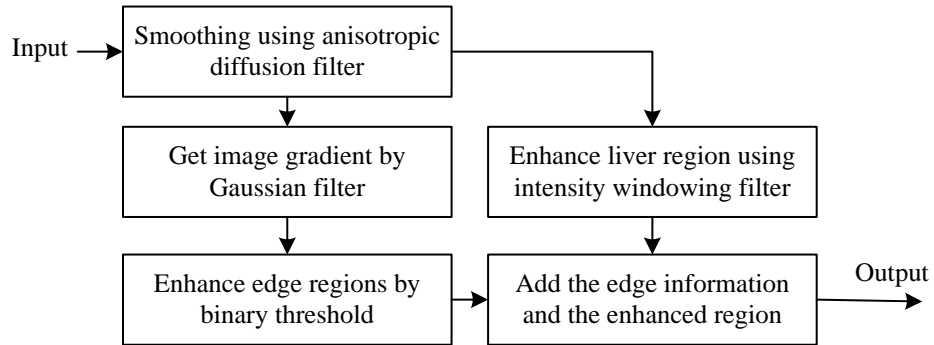 Input
Smoothing using anisotropic
diffusion filter
Get image gradient by
Gaussian filter
Enhance liver region using
intensity windowing filter
Enhance edge regions by
binary threshold
Add the edge information
and the enhanced region
Output